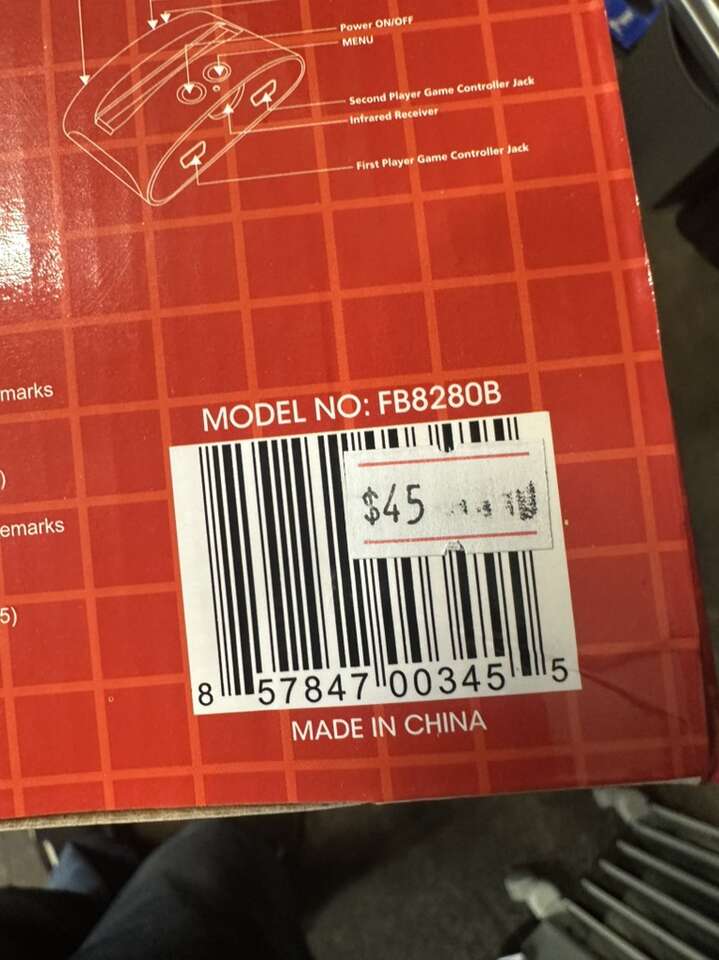 Power ON/OFF
MENU
Second Player Game Controller Jack
Infrared Receiver
First Player Game Controller Jack
marks
)
emarks
5)
MODEL NO: FB8280B
$45
8 57847 00345 5
MADE IN CHINA